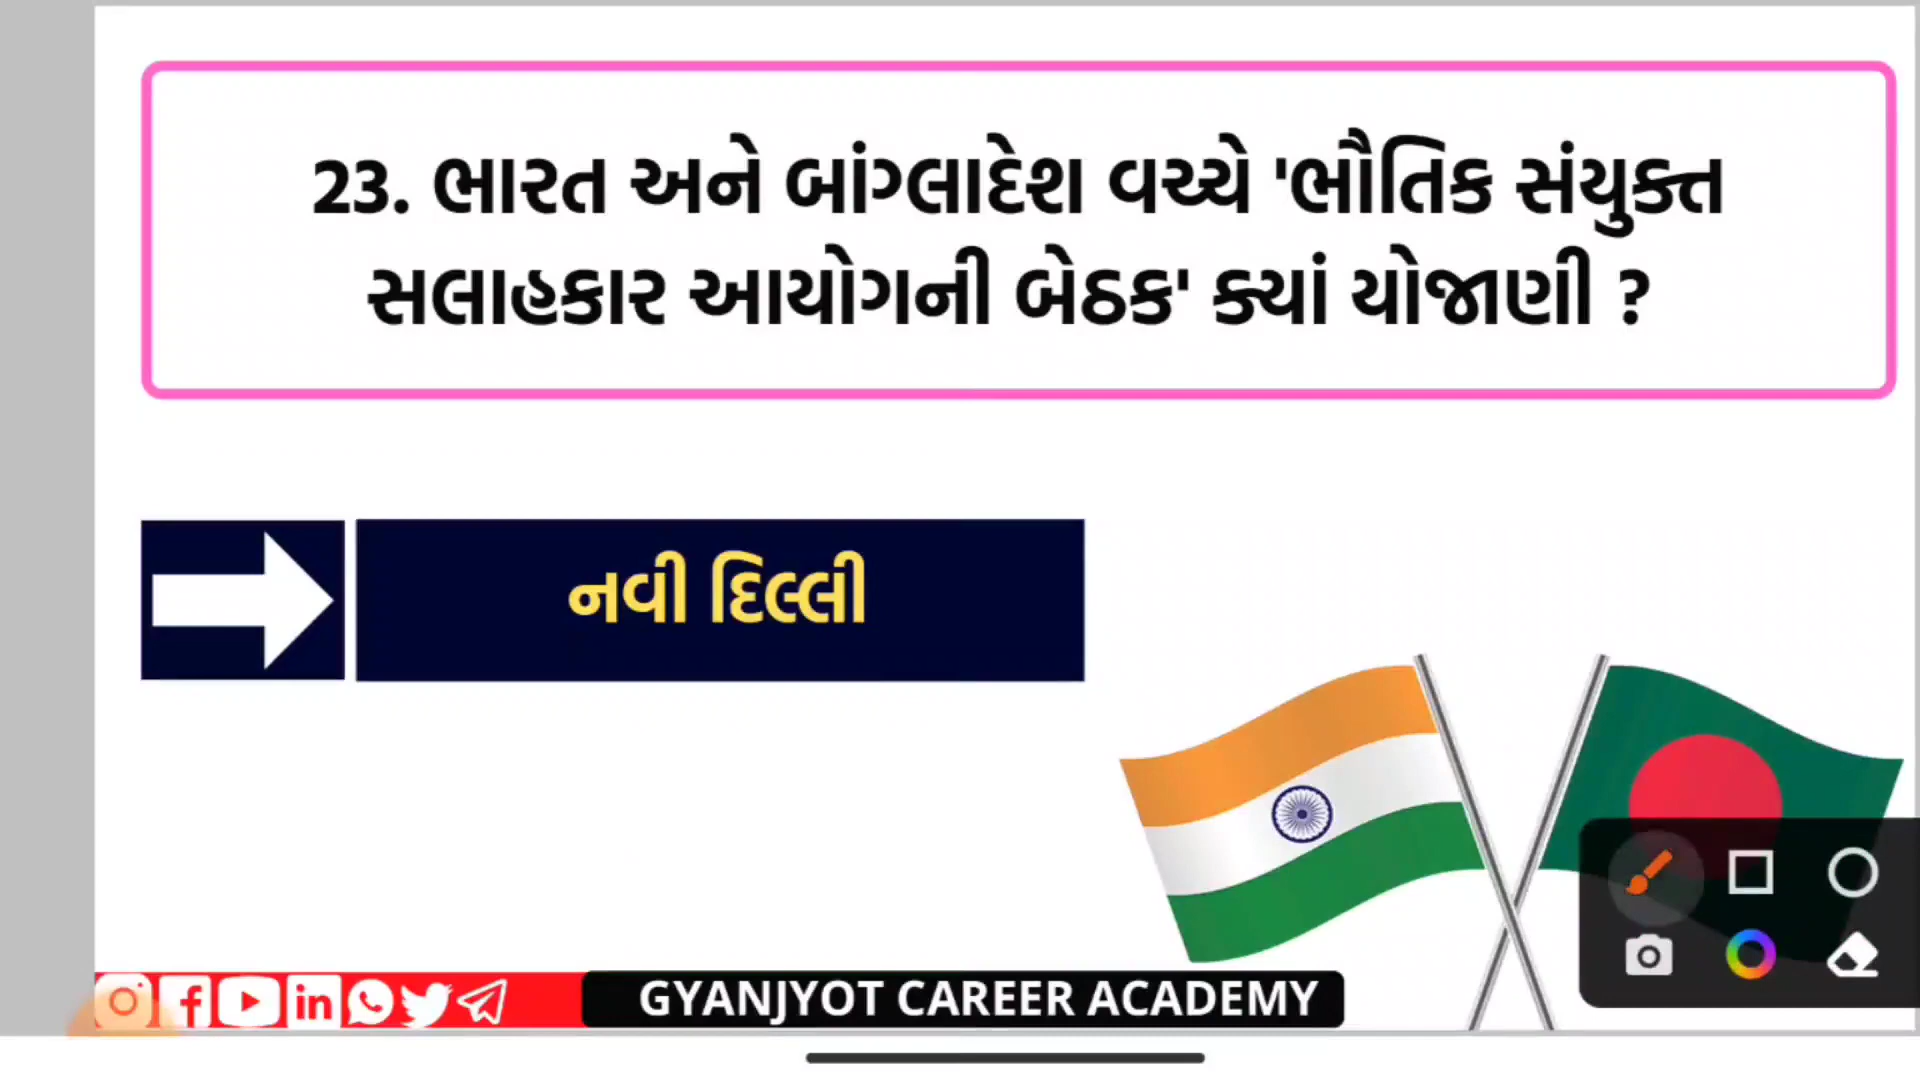 23. ભારત અને બાંગ્લાદેશ વચ્ચે 'ભૌતિક સંયુક્ત
સલાહકાર આયોગની બેઠક' ક્યાં યોજાણી ?
નવી દિલ્લી
GYANJYOT CAREER ACADEMY